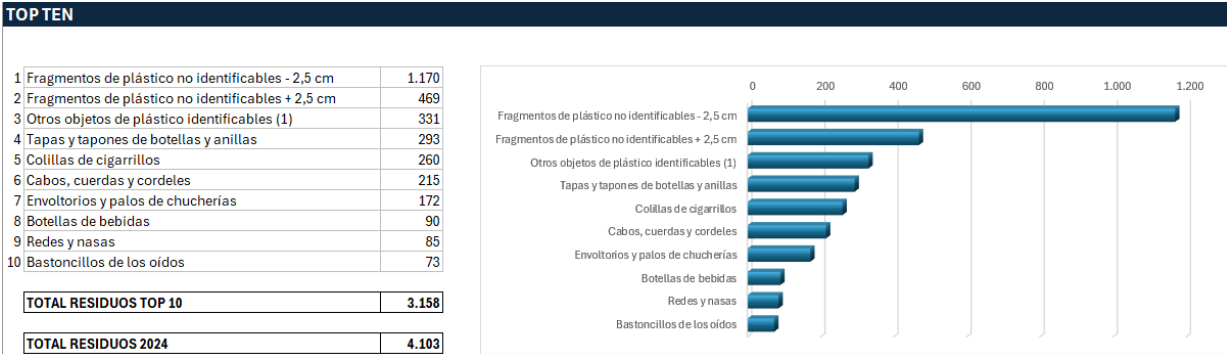 TOP TEN
1 Fragmentos de plástico no identificables - 2,5 cm 1.170
2 Fragmentos de plástico no identificables + 2,5 cm 469
3 Otros objetos de plástico identificables (1) 331
4 Tapas y tapones de botellas y anillas 293
5 Colillas de cigarrillos 260
6 Cabos, cuerdas y cordeles 215
7 Envoltorios y palos de chucherías 172
8 Botellas de bebidas 90
9 Redes y nasas 85
10 Bastoncillos de los oídos 73
TOTAL RESIDUOS TOP 10 3.158
TOTAL RESIDUOS 2024 4.103
0 200 400 600 800 1.000 1.200
Fragmentos de plástico no identificables - 2,5 cm
Fragmentos de plástico no identificables + 2,5 cm
Otros objetos de plástico identificables (1)
Tapas y tapones de botellas y anillas
Colillas de cigarrillos
Cabos, cuerdas y cordeles
Envoltorios y palos de chucherías
Botellas de bebidas
Redes y nasas
Bastoncillos de los oídos